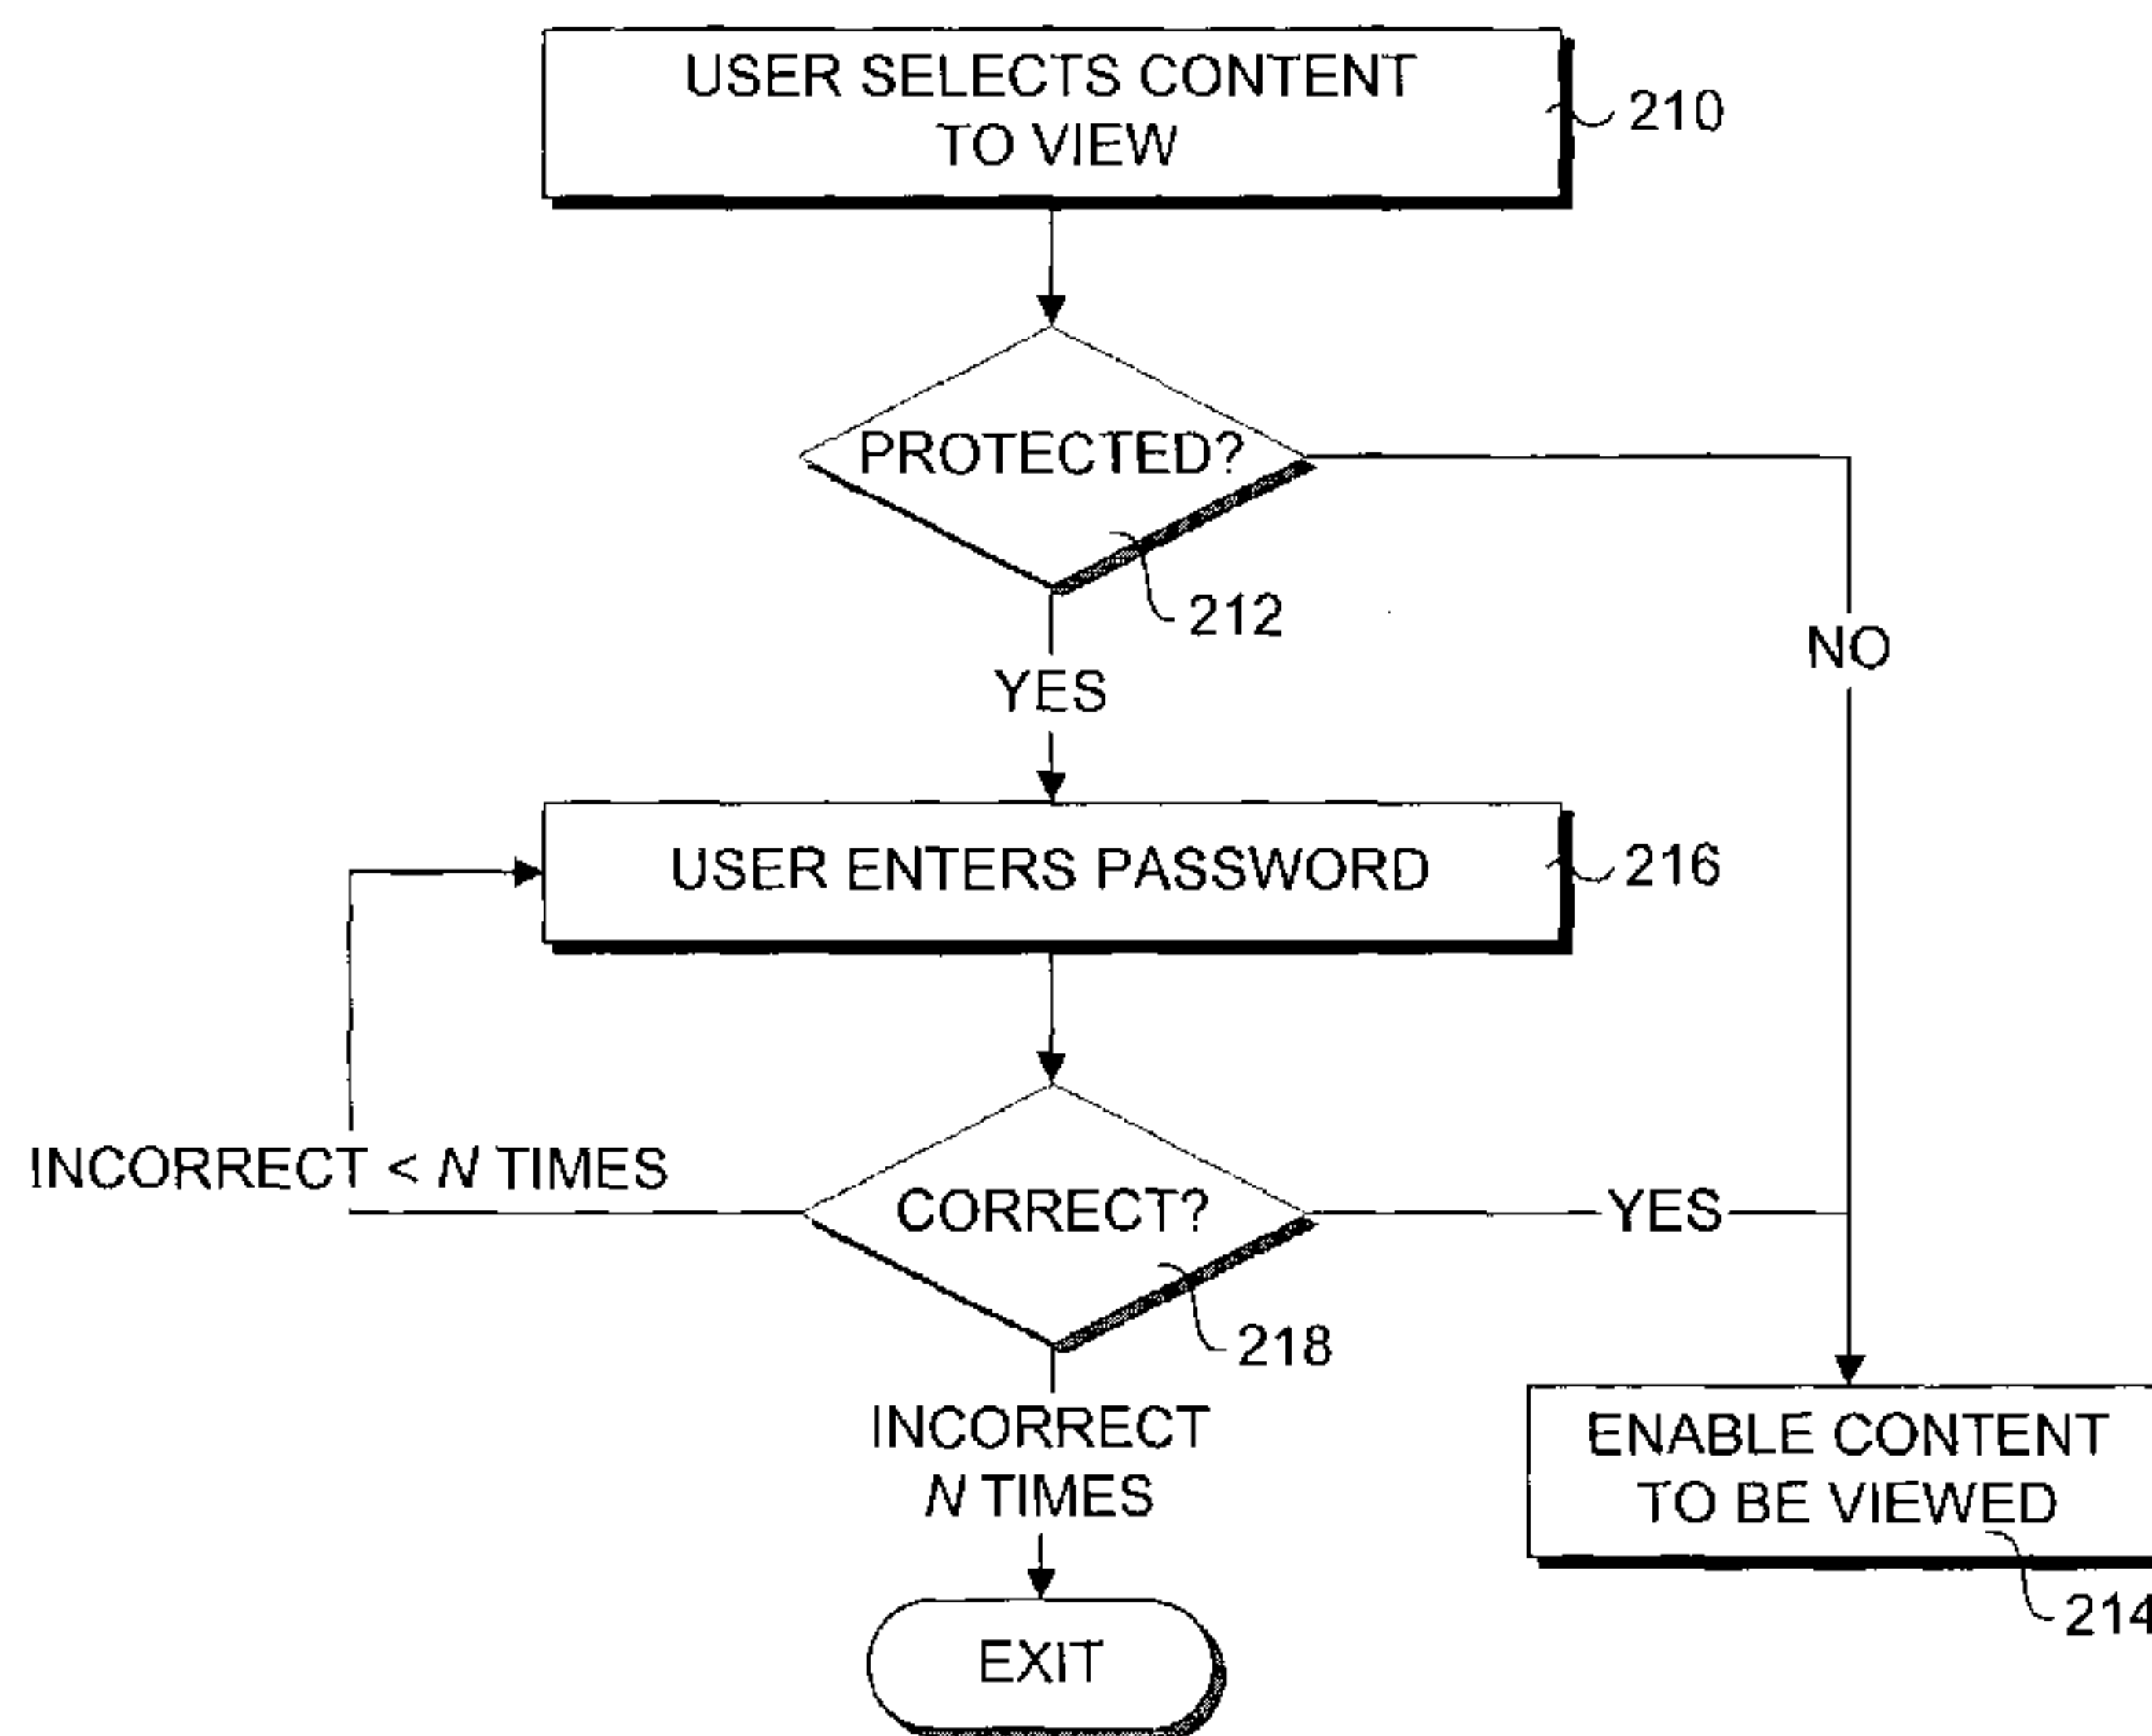 USER SELECTS CONTENT
TO VIEW
210
PROTECTED?
212
NO
YES
USER ENTERS PASSWORD
216
INCORRECT < N TIMES
CORRECT?
YES
218
INCORRECT
N TIMES
ENABLE CONTENT
TO BE VIEWED
214
EXIT